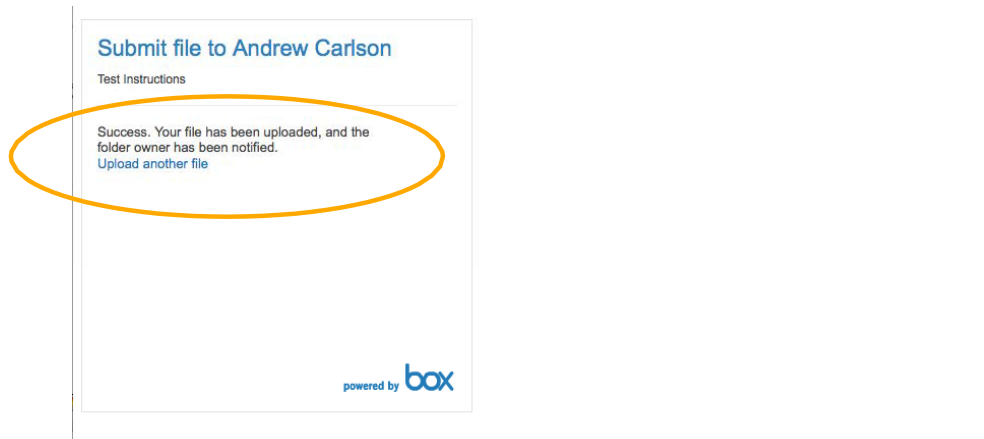 Submit file to Andrew Carlson
Test Instructions
Success. Your file has been uploaded, and the
folder owner has been notified.
Upload another file
powered by box